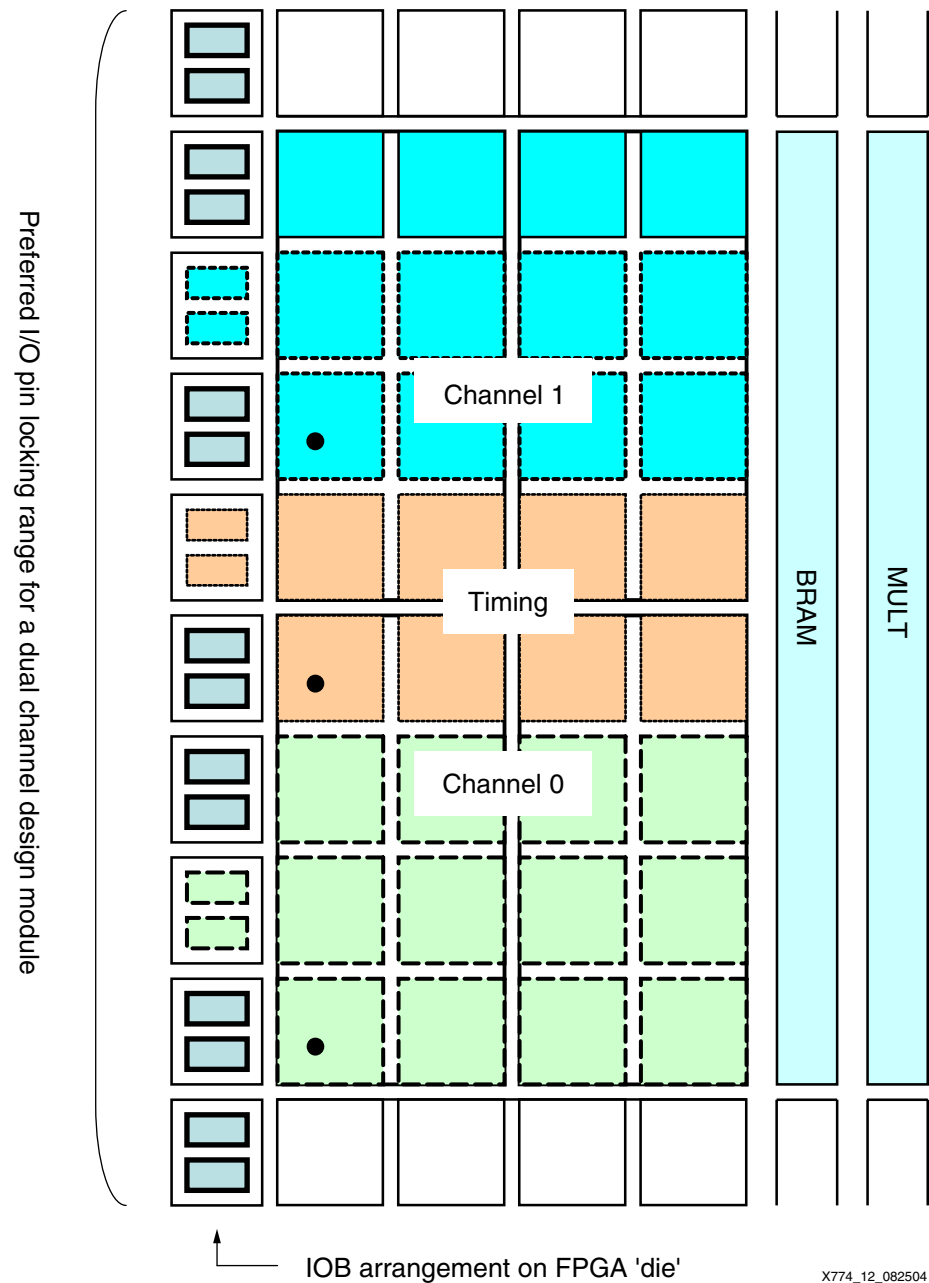 Preferred I/O pin locking range for a dual channel design module
Channel 1
Timing
BRAM
MULT
Channel 0
IOB arrangement on FPGA 'die'
X774_12_082504